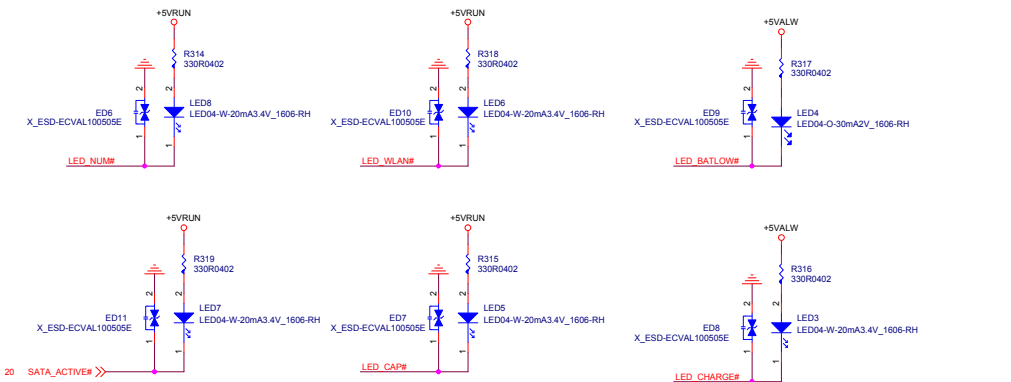 +5VRUN
R314
330R0402
2
2
ED6
X_ESD-ECVAL100505E
LED8
LED04-W-20mA3.4V_1606-RH
1
1
LED_NUM#
+5VRUN
R318
330R0402
2
2
ED10
X_ESD-ECVAL100505E
LED6
LED04-W-20mA3.4V_1606-RH
1
1
LED_WLAN#
+5VALW
R317
330R0402
2
2
ED9
X_ESD-ECVAL100505E
LED4
LED04-O-30mA2V_1606-RH
1
1
LED_BATLOW#
+5VRUN
R319
330R0402
2
2
ED11
X_ESD-ECVAL100505E
LED7
LED04-W-20mA3.4V_1606-RH
1
1
20 SATA_ACTIVE#
+5VRUN
R315
330R0402
2
2
ED7
X_ESD-ECVAL100505E
LED5
LED04-W-20mA3.4V_1606-RH
1
1
LED_CAP#
+5VALW
R316
330R0402
2
2
ED8
X_ESD-ECVAL100505E
LED3
LED04-W-20mA3.4V_1606-RH
1
1
LED_CHARGE#